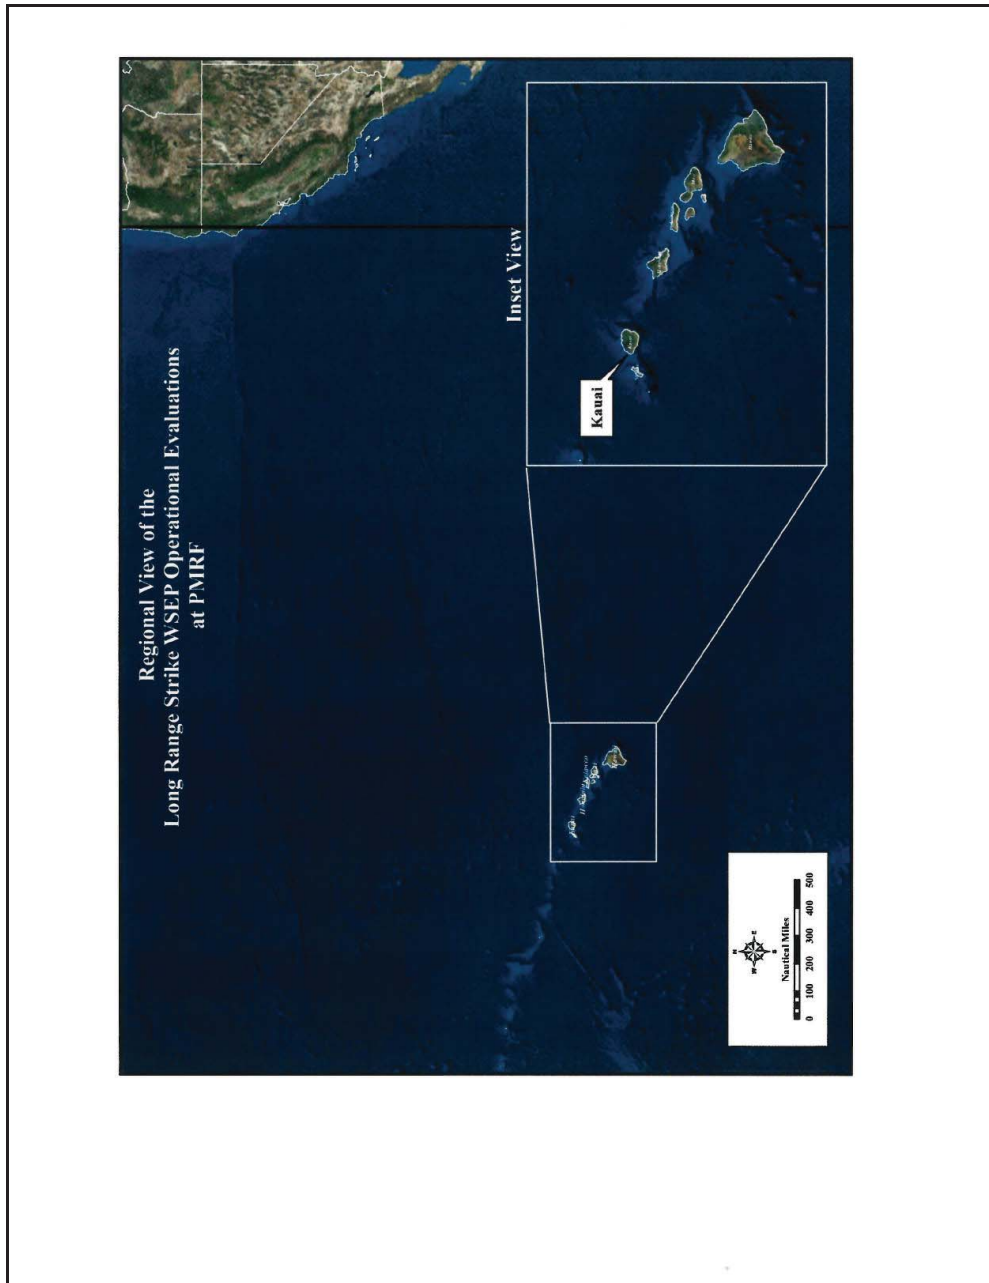 Regional View of the
Long Range Strike WSEP Operational Evaluations
at PMRF
Inset View
Kauai
N
W
E
S
Nautical Miles
0 100 200 300 400 500